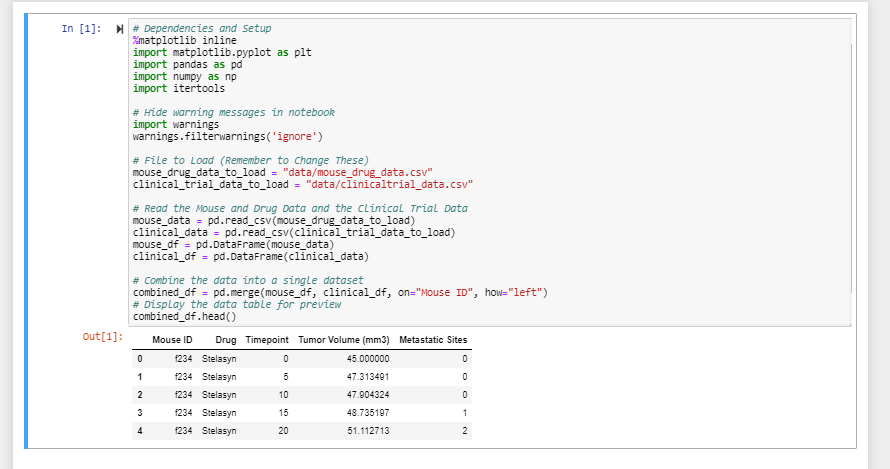 In [1]:
# Dependencies and Setup
%matplotlib inline
import matplotlib.pyplot as plt
import pandas as pd
import numpy as np
import itertools
# Hide warning messages in notebook
import warnings
warnings.filterwarnings('ignore')
# File to Load (Remember to Change These)
mouse_drug_data_to_load = "data/mouse_drug_data.csv"
clinical_trial_data_to_load = "data/clinicaltrial_data.csv"
# Read the Mouse and Drug Data and the Clinical Trial Data
mouse_data = pd.read_csv(mouse_drug_data_to_load)
clinical_data = pd.read_csv(clinical_trial_data_to_load)
mouse_df = pd.DataFrame(mouse_data)
clinical_df = pd.DataFrame(clinical_data)
# Combine the data into a single dataset
combined_df = pd.merge(mouse_df, clinical_df, on="Mouse ID", how="left")
# Display the data table for preview
combined_df.head()
Out[1]:
Mouse ID Drug Timepoint Tumor Volume (mm3) Metastatic Sites
0 f234 Stelasyn 0 45.000000 0
1 f234 Stelasyn 5 47.313491 0
2 f234 Stelasyn 10 47.904324 0
3 f234 Stelasyn 15 48.735197 1
4 f234 Stelasyn 20 51.112713 2